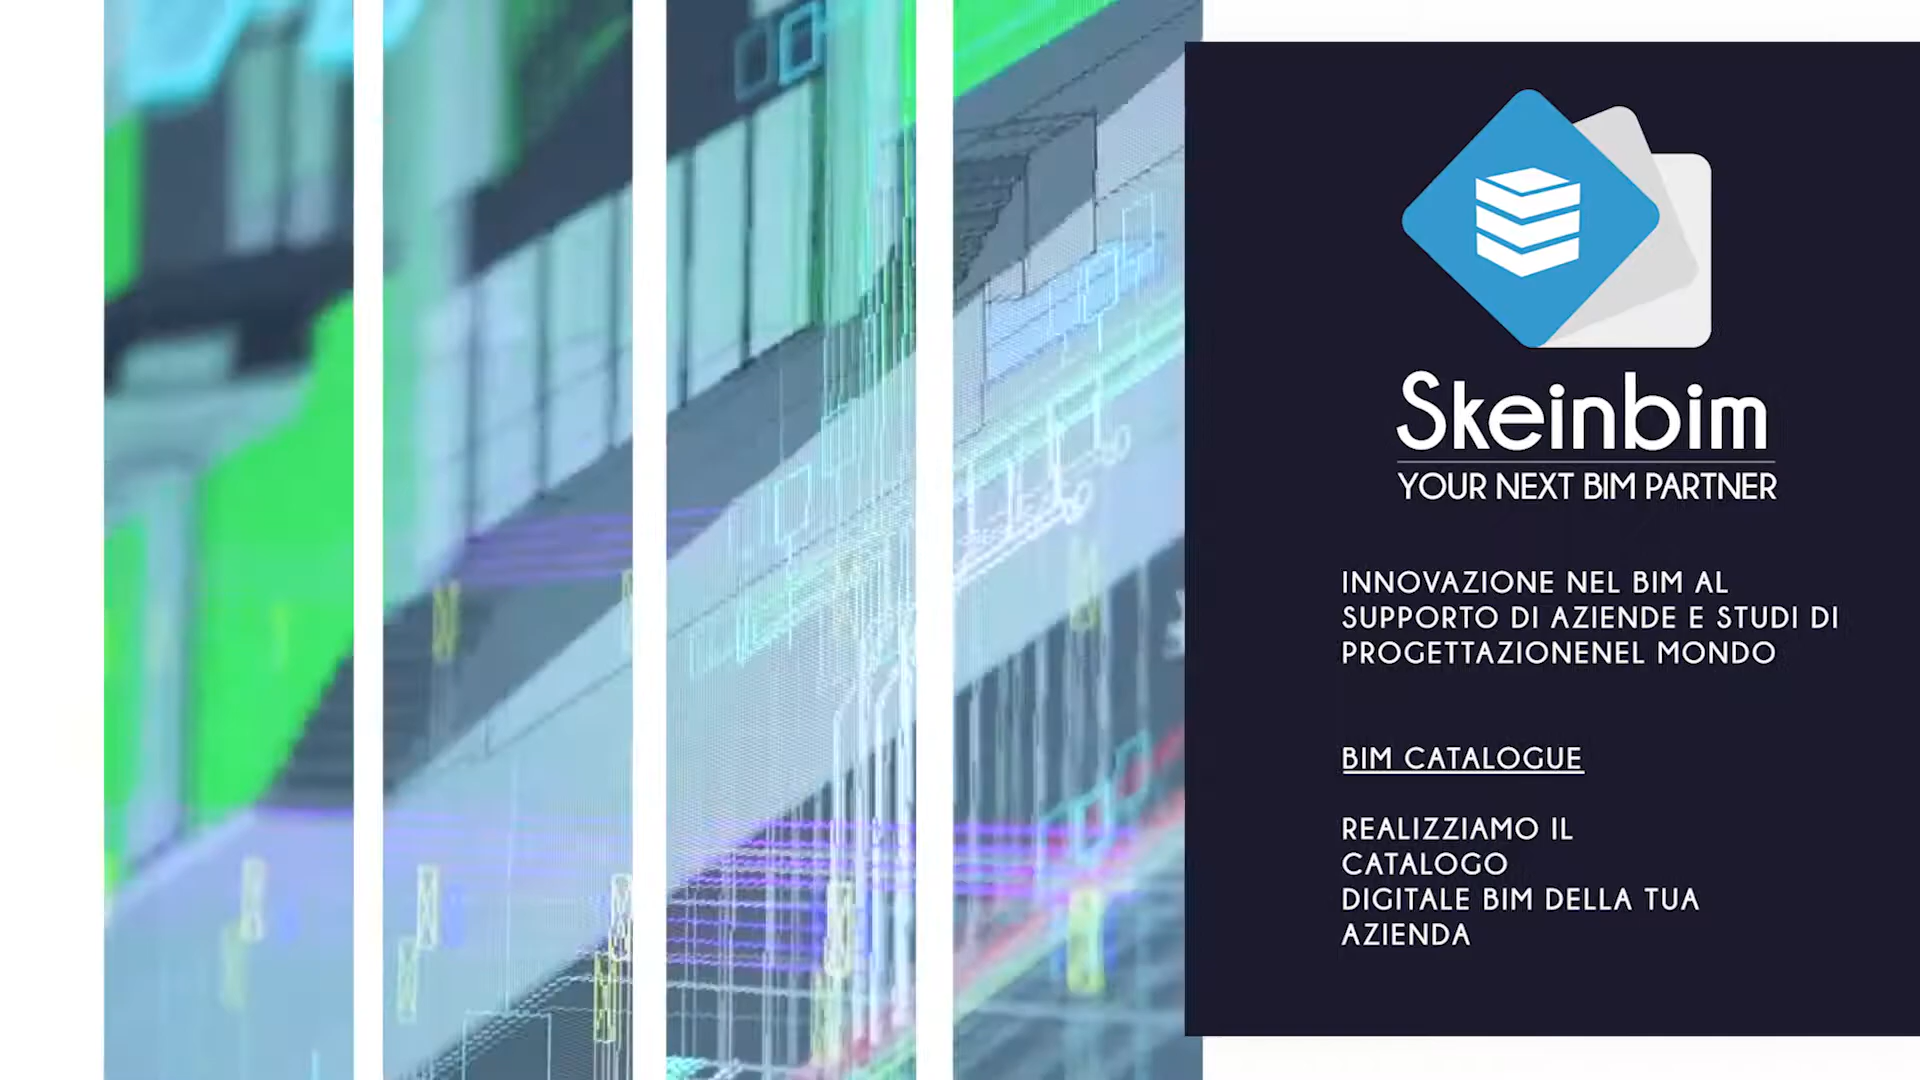 Skeinbim
YOUR NEXT BIM PARTNER
INNOVAZIONE NEL BIM AL
SUPPORTO DI AZIENDE E STUDI DI
PROGETTAZIONENEL MONDO
BIM CATALOGUE
REALIZZIAMO IL
CATALOGO
DIGITALE BIM DELLA TUA
AZIENDA